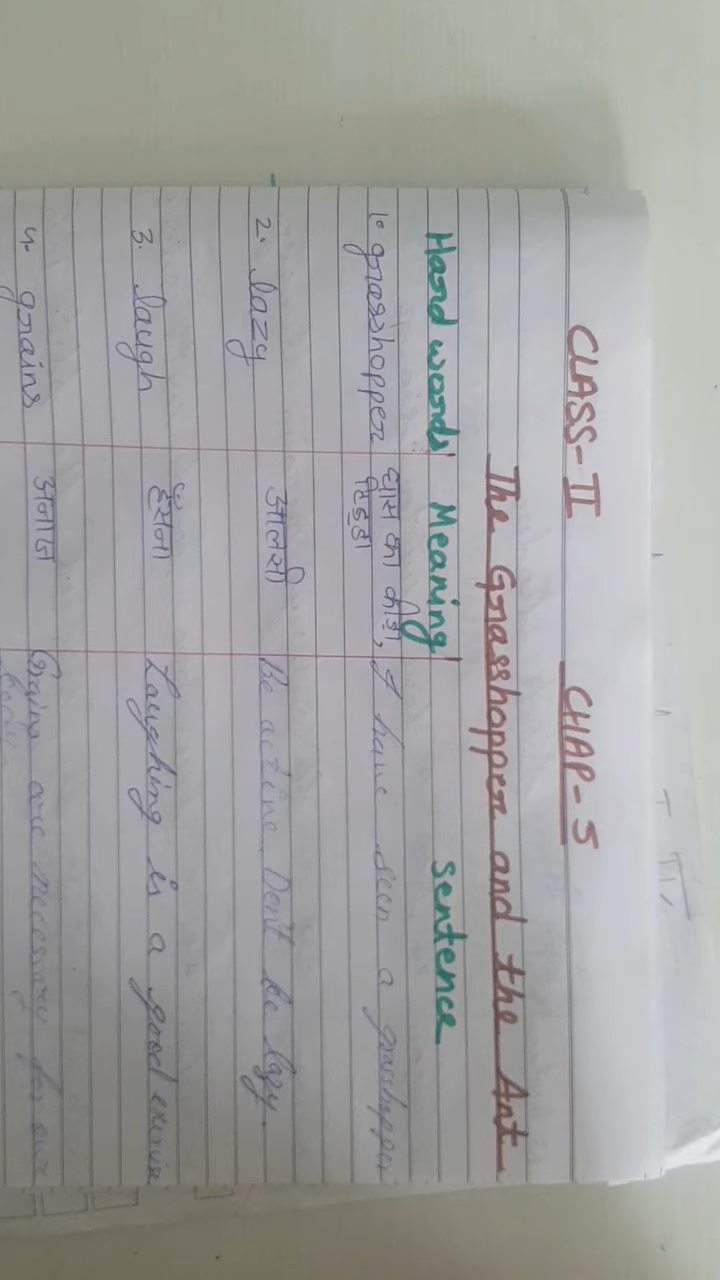 CLASS-II CHAP-5
The Grasshopper and the Ant
Hard words Meaning Sentence
1. grasshopper घास का कीड़ा, I have seen a grasshopper
टिड्डा
2. lazy आलसी Be active. Don't be lazy.
3. laugh हँसना Laughing is a good exercise
4. grains अनाज Grains are necessary for our